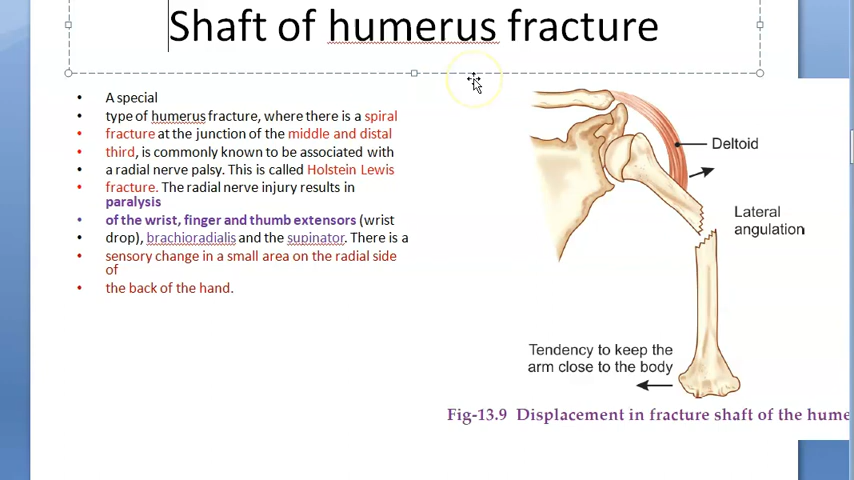 Shaft of humerus fracture
• A special
• type of humerus fracture, where there is a spiral
• fracture at the junction of the middle and distal
• third, is commonly known to be associated with
• a radial nerve palsy. This is called Holstein Lewis
• fracture. The radial nerve injury results in
paralysis
• of the wrist, finger and thumb extensors (wrist
• drop), brachioradialis and the supinator. There is a
• sensory change in a small area on the radial side
of
• the back of the hand.
Deltoid
Lateral
angulation
Tendency to keep the
arm close to the body
Fig-13.9 Displacement in fracture shaft of the hume